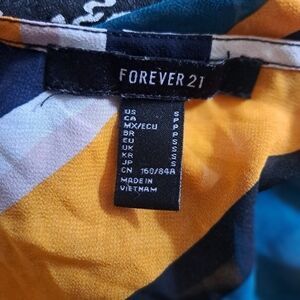 FOREVER 21
US S
CA P
MX/ECU P
BR P
EU S
UK S
KR S
JP S
CN 160/84A
MADE IN
VIETNAM